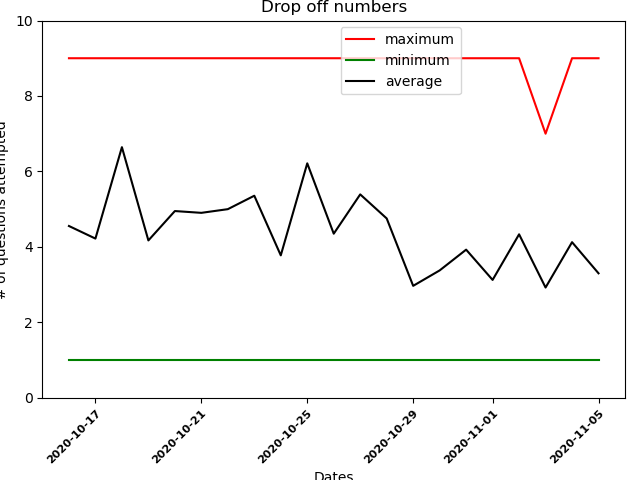 Drop off numbers
maximum
minimum
average
# of questions attempted
10
8
6
4
2
0
2020-10-17
2020-10-21
2020-10-25
2020-10-29
2020-11-01
2020-11-05
Dates